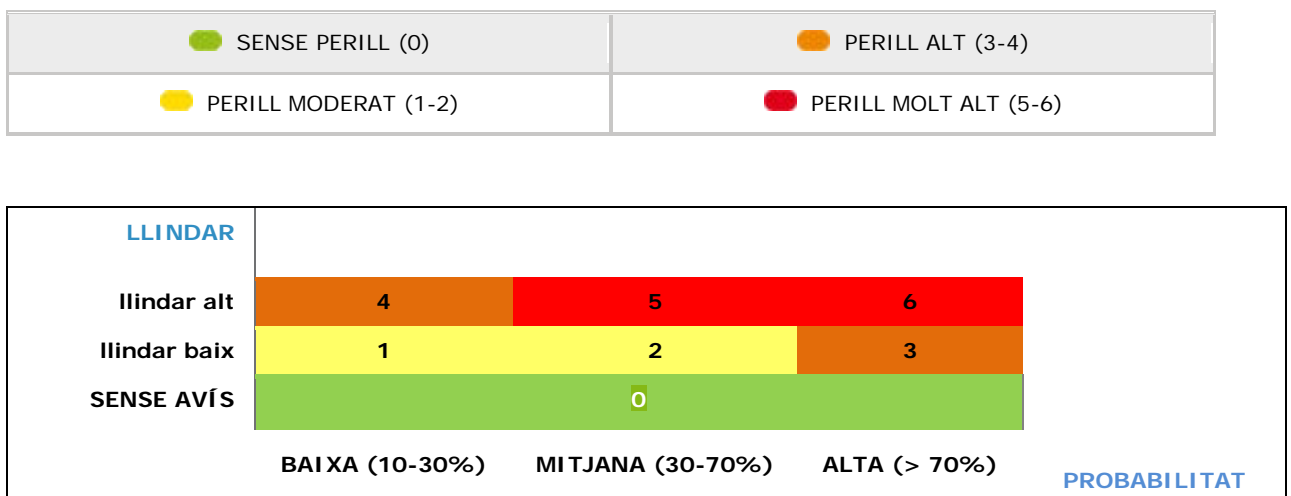 SENSE PERILL (0) PERILL ALT (3-4)
PERILL MODERAT (1-2) PERILL MOLT ALT (5-6)
LLINDAR
llindar alt 4 5 6
llindar baix 1 2 3
SENSE AVÍS 0
BAIXA (10-30%) MITJANA (30-70%) ALTA (> 70%)
PROBABILITAT